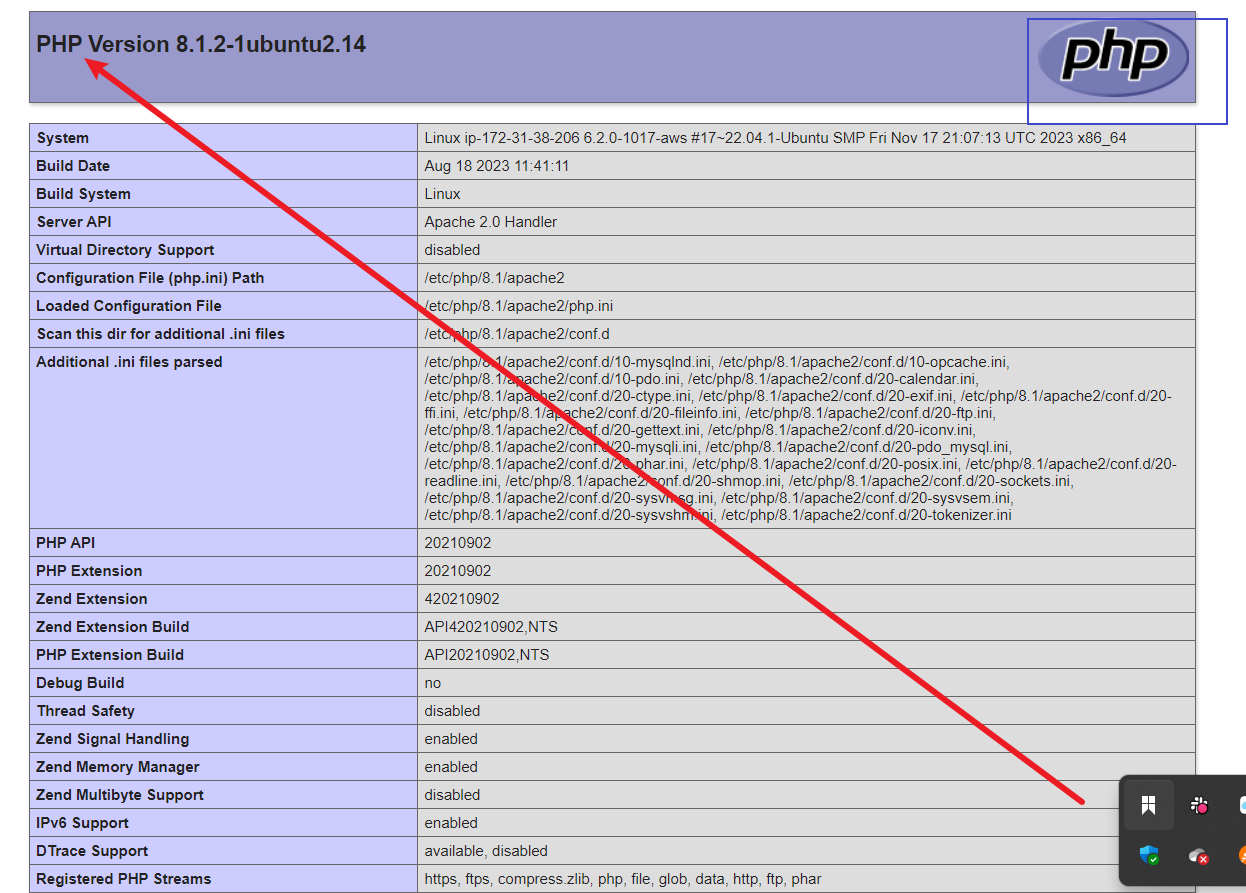 PHP Version 8.1.2-1ubuntu2.14
php
System Linux ip-172-31-38-206 6.2.0-1017-aws #17~22.04.1-Ubuntu SMP Fri Nov 17 21:07:13 UTC 2023 x86_64
Build Date Aug 18 2023 11:41:11
Build System Linux
Server API Apache 2.0 Handler
Virtual Directory Support disabled
Configuration File (php.ini) Path /etc/php/8.1/apache2
Loaded Configuration File /etc/php/8.1/apache2/php.ini
Scan this dir for additional .ini files /etc/php/8.1/apache2/conf.d
Additional .ini files parsed /etc/php/8.1/apache2/conf.d/10-mysqlnd.ini, /etc/php/8.1/apache2/conf.d/10-opcache.ini,
/etc/php/8.1/apache2/conf.d/10-pdo.ini, /etc/php/8.1/apache2/conf.d/20-calendar.ini,
/etc/php/8.1/apache2/conf.d/20-ctype.ini, /etc/php/8.1/apache2/conf.d/20-exif.ini, /etc/php/8.1/apache2/conf.d/20-
ffi.ini, /etc/php/8.1/apache2/conf.d/20-fileinfo.ini, /etc/php/8.1/apache2/conf.d/20-ftp.ini,
/etc/php/8.1/apache2/conf.d/20-gettext.ini, /etc/php/8.1/apache2/conf.d/20-iconv.ini,
/etc/php/8.1/apache2/conf.d/20-mysqli.ini, /etc/php/8.1/apache2/conf.d/20-pdo_mysql.ini,
/etc/php/8.1/apache2/conf.d/20-phar.ini, /etc/php/8.1/apache2/conf.d/20-posix.ini, /etc/php/8.1/apache2/conf.d/20-
readline.ini, /etc/php/8.1/apache2/conf.d/20-shmop.ini, /etc/php/8.1/apache2/conf.d/20-sockets.ini,
/etc/php/8.1/apache2/conf.d/20-sysvmsg.ini, /etc/php/8.1/apache2/conf.d/20-sysvsem.ini,
/etc/php/8.1/apache2/conf.d/20-sysvshm.ini, /etc/php/8.1/apache2/conf.d/20-tokenizer.ini
PHP API 20210902
PHP Extension 20210902
Zend Extension 420210902
Zend Extension Build API420210902,NTS
PHP Extension Build API20210902,NTS
Debug Build no
Thread Safety disabled
Zend Signal Handling enabled
Zend Memory Manager enabled
Zend Multibyte Support disabled
IPv6 Support enabled
DTrace Support available, disabled
Registered PHP Streams https, ftps, compress.zlib, php, file, glob, data, http, ftp, phar